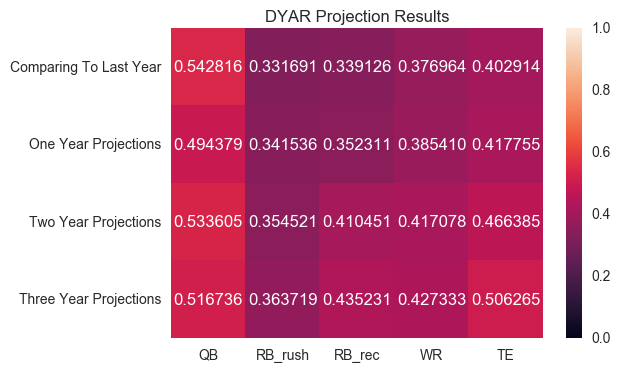 DYAR Projection Results
Comparing To Last Year 0.542816 0.331691 0.339126 0.376964 0.402914
One Year Projections 0.494379 0.341536 0.352311 0.385410 0.417755
Two Year Projections 0.533605 0.354521 0.410451 0.417078 0.466385
Three Year Projections 0.516736 0.363719 0.435231 0.427333 0.506265
QB RB_rush RB_rec WR TE
1.0
0.8
0.6
0.4
0.2
0.0